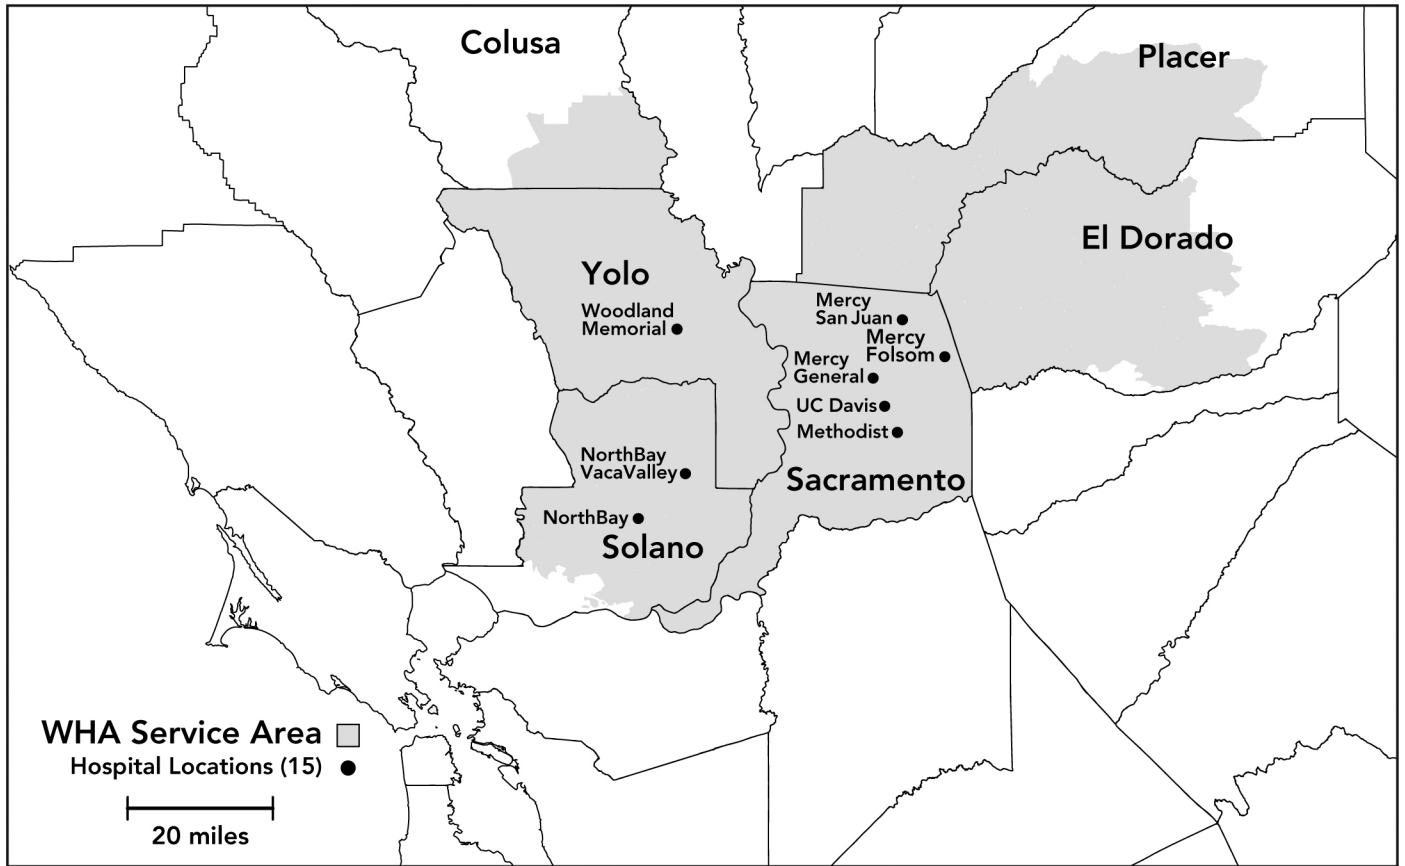 Colusa
Placer
El Dorado
Yolo
Woodland
Memorial
Mercy
San Juan
Mercy
Folsom
Mercy
General
UC Davis
Methodist
NorthBay
VacaValley
Sacramento
NorthBay
Solano
WHA Service Area
Hospital Locations (15)
20 miles